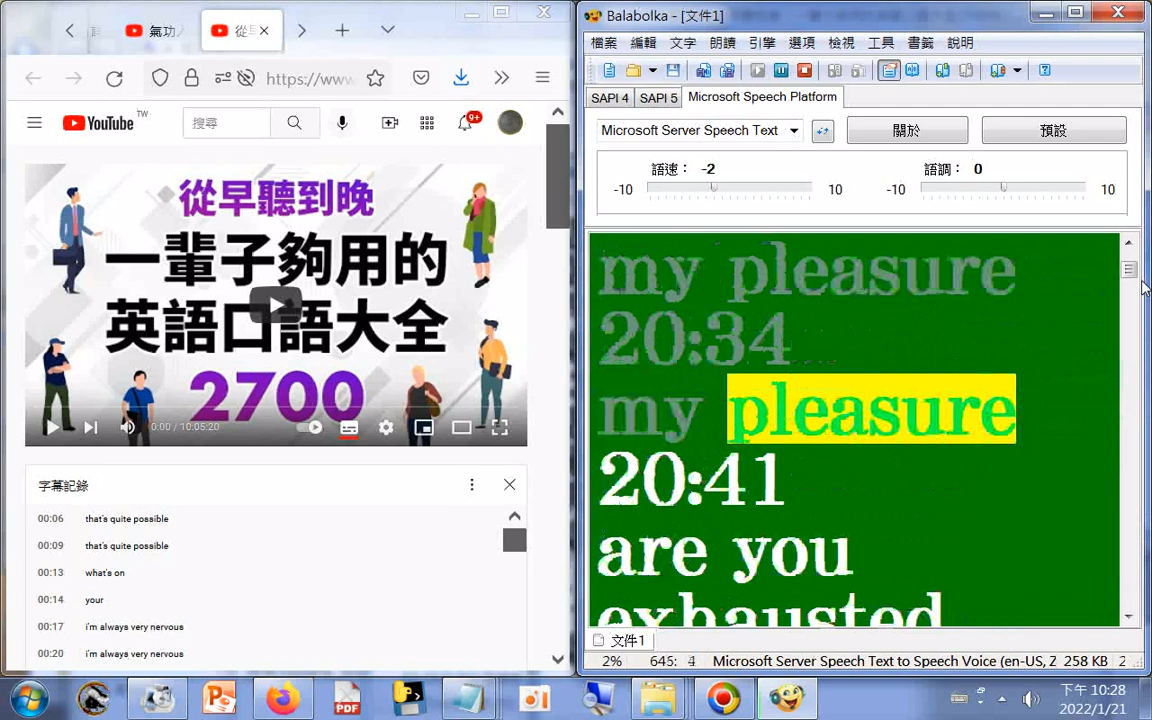 氣功
從
https://www
YouTube TW
搜尋
9+
從早聽到晚
一輩子夠用的
英語口語大全
2700
0:00 / 10:05:20
字幕記錄
00:06 that's quite possible
00:09 that's quite possible
00:13 what's on
00:14 your
00:17 i'm always very nervous
00:20 i'm always very nervous
Balabolka - [文件1]
檔案 編輯 文字 朗讀 引擎 選項 檢視 工具 書籤 說明
SAPI 4 SAPI 5 Microsoft Speech Platform
Microsoft Server Speech Text 關於 預設
語速： -2 語調： 0
-10 10 -10 10
my pleasure
20:34
my pleasure
20:41
are you
exhausted
文件1
2% 645: 4 Microsoft Server Speech Text to Speech Voice (en-US, Z 258 KB 2
PDF
下午 10:28
2022/1/21